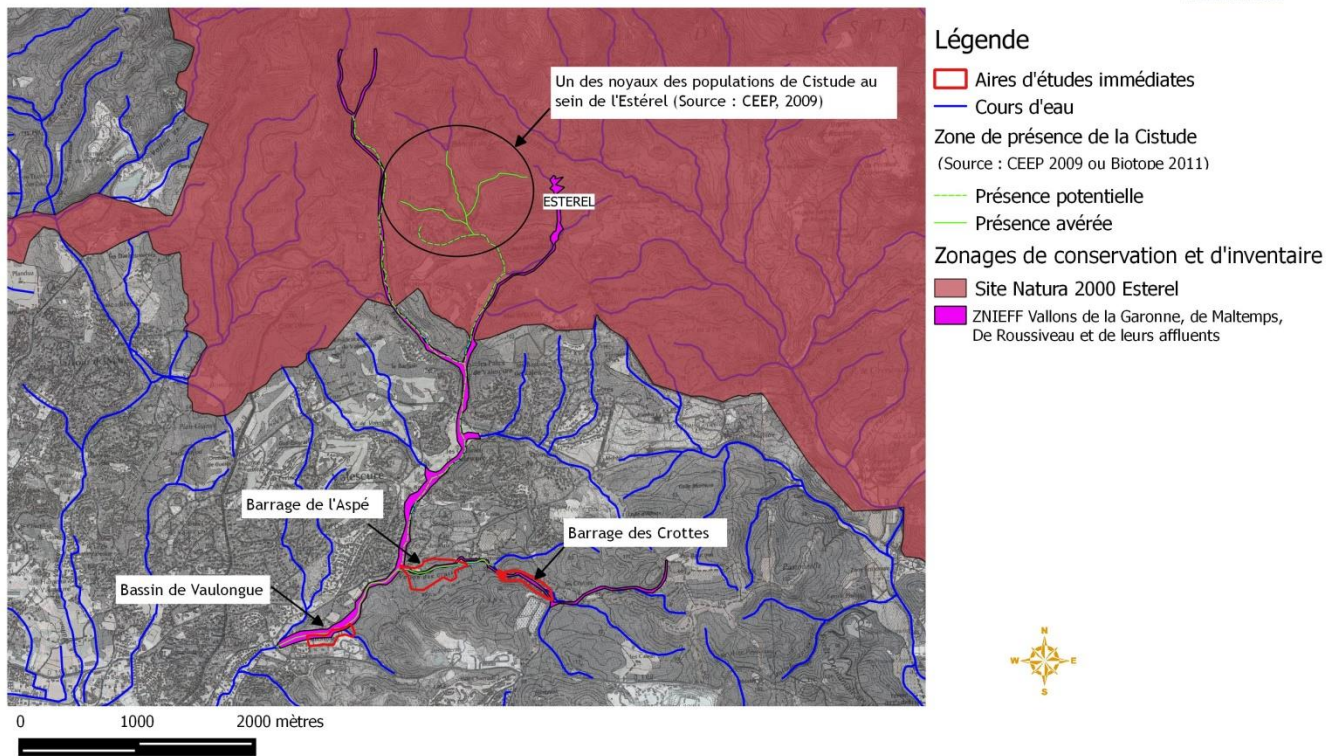 Un des noyaux des populations de Cistude au
sein de l'Estérel (Source : CEEP, 2009)
ESTEREL
Barrage de l'Aspé
Barrage des Crottes
Bassin de Vaulongue
Légende
Aires d'études immédiates
Cours d'eau
Zone de présence de la Cistude
(Source : CEEP 2009 ou Biotope 2011)
Présence potentielle
Présence avérée
Zonages de conservation et d'inventaire
Site Natura 2000 Esterel
ZNIEFF Vallons de la Garonne, de Maltemps,
De Roussiveau et de leurs affluents
N
W E
S
0 1000 2000 mètres